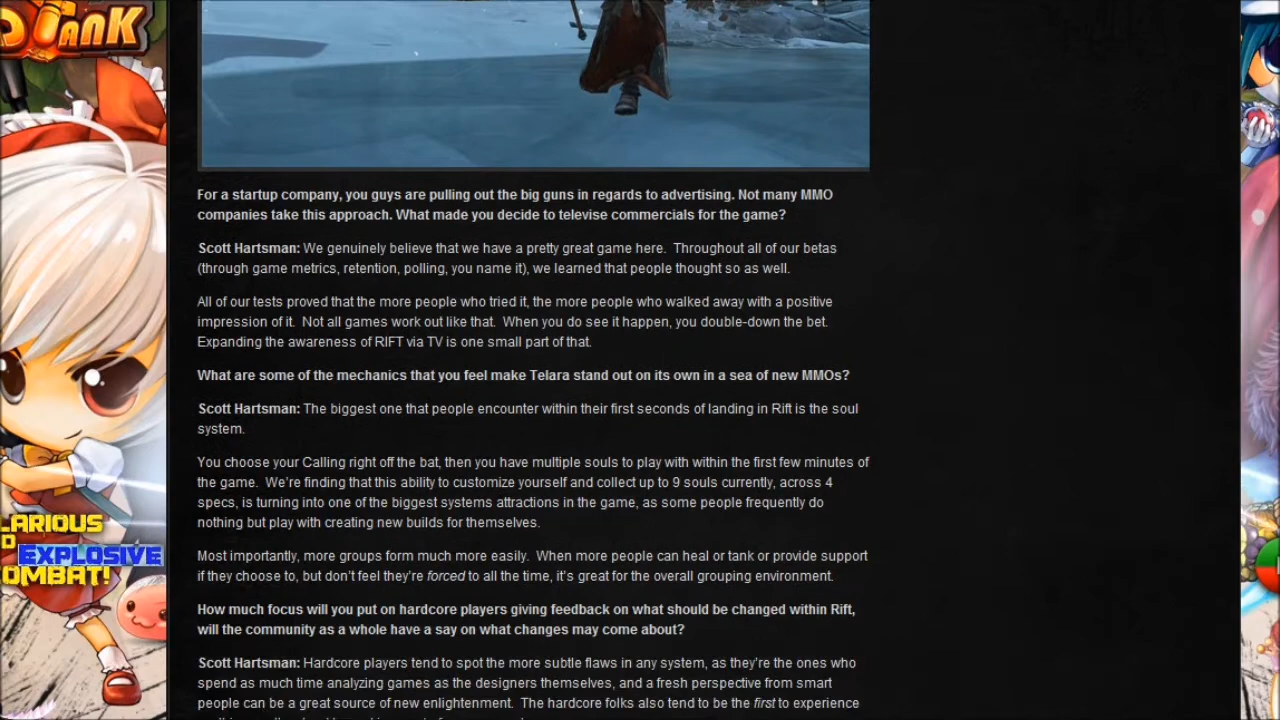 D TANK
For a startup company, you guys are pulling out the big guns in regards to advertising. Not many MMO
companies take this approach. What made you decide to televise commercials for the game?
Scott Hartsman: We genuinely believe that we have a pretty great game here. Throughout all of our betas
(through game metrics, retention, polling, you name it), we learned that people thought so as well.
All of our tests proved that the more people who tried it, the more people who walked away with a positive
impression of it. Not all games work out like that. When you do see it happen, you double-down the bet.
Expanding the awareness of RIFT via TV is one small part of that.
What are some of the mechanics that you feel make Telara stand out on its own in a sea of new MMOs?
Scott Hartsman: The biggest one that people encounter within their first seconds of landing in Rift is the soul
system.
You choose your Calling right off the bat, then you have multiple souls to play with within the first few minutes of
the game. We're finding that this ability to customize yourself and collect up to 9 souls currently, across 4
specs, is turning into one of the biggest systems attractions in the game, as some people frequently do
nothing but play with creating new builds for themselves.
LARIOUS
D
EXPLOSIVE
OMBAT!
Most importantly, more groups form much more easily. When more people can heal or tank or provide support
if they choose to, but don't feel they're forced to all the time, it's great for the overall grouping environment.
How much focus will you put on hardcore players giving feedback on what should be changed within Rift,
will the community as a whole have a say on what changes may come about?
Scott Hartsman: Hardcore players tend to spot the more subtle flaws in any system, as they're the ones who
spend as much time analyzing games as the designers themselves, and a fresh perspective from smart
people can be a great source of new enlightenment. The hardcore folks also tend to be the first to experience